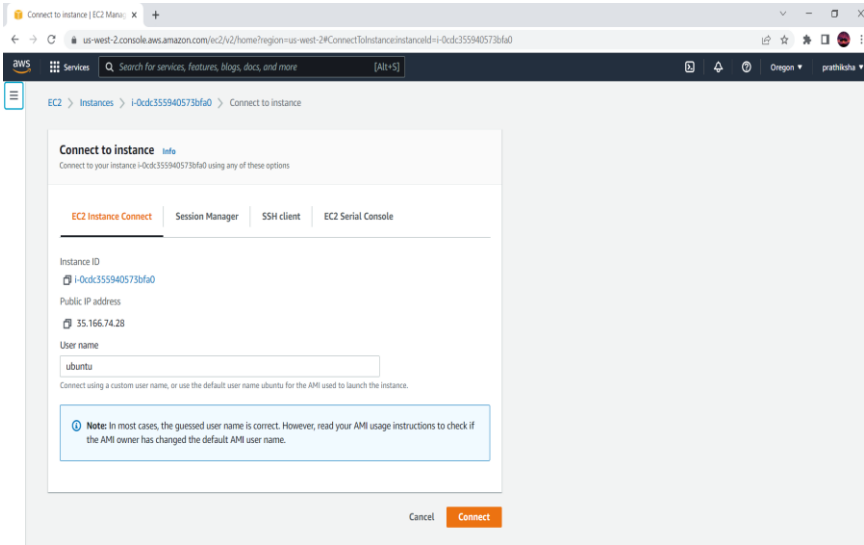 Connect to instance | EC2 Manag
us-west-2.console.aws.amazon.com/ec2/v2/home?region=us-west-2#ConnectToInstance:instanceId=i-0cdc355940573bfa0
aws Services Search for services, features, blogs, docs, and more [Alt+S] Oregon prathiksha
EC2 > Instances > i-0cdc355940573bfa0 > Connect to instance
Connect to instance Info
Connect to your instance i-0cdc355940573bfa0 using any of these options
EC2 Instance Connect Session Manager SSH client EC2 Serial Console
Instance ID
i-0cdc355940573bfa0
Public IP address
35.166.74.28
User name
ubuntu
Connect using a custom user name, or use the default user name ubuntu for the AMI used to launch the instance.
Note: In most cases, the guessed user name is correct. However, read your AMI usage instructions to check if
the AMI owner has changed the default AMI user name.
Cancel Connect